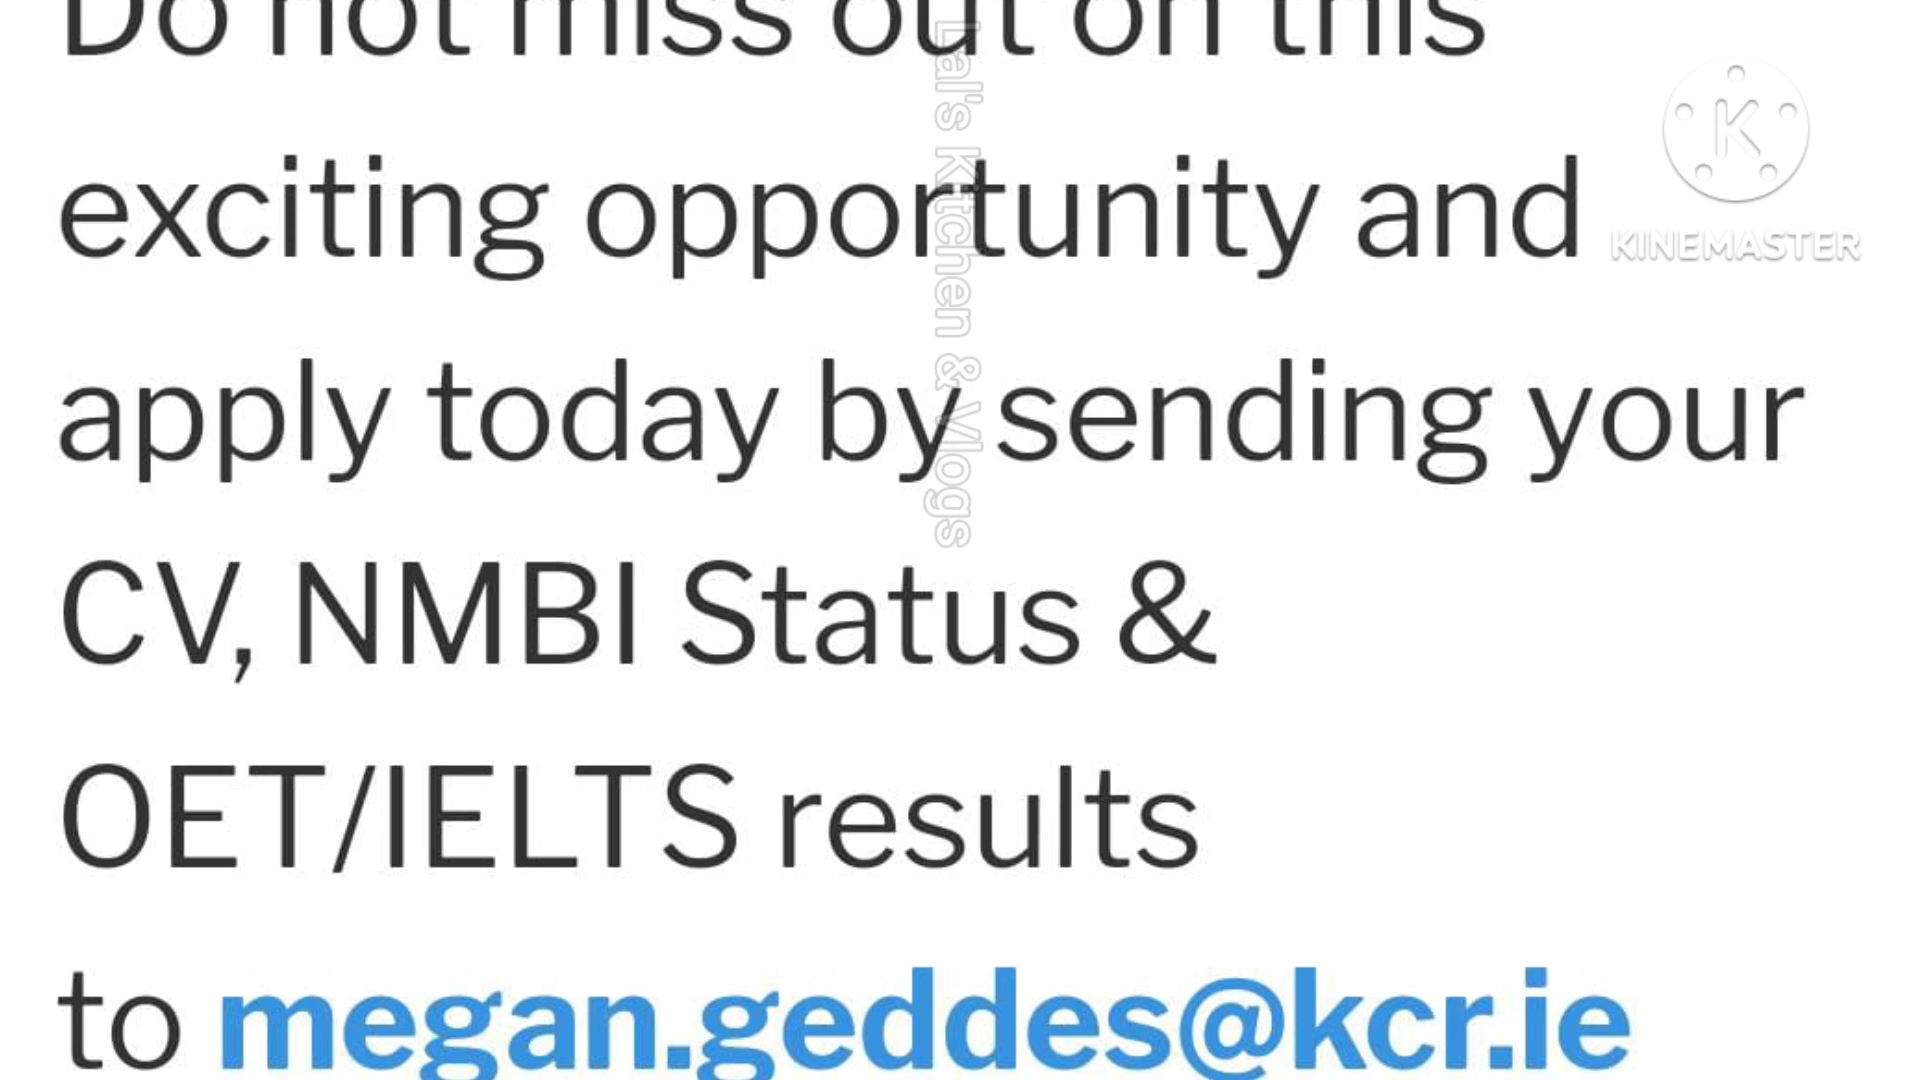 Do not miss out on this
exciting opportunity and
apply today by sending your
CV, NMBI Status &
OET/IELTS results
to megan.geddes@kcr.ie
Lal's Kitchen & Vlogs
K
KINEMASTER